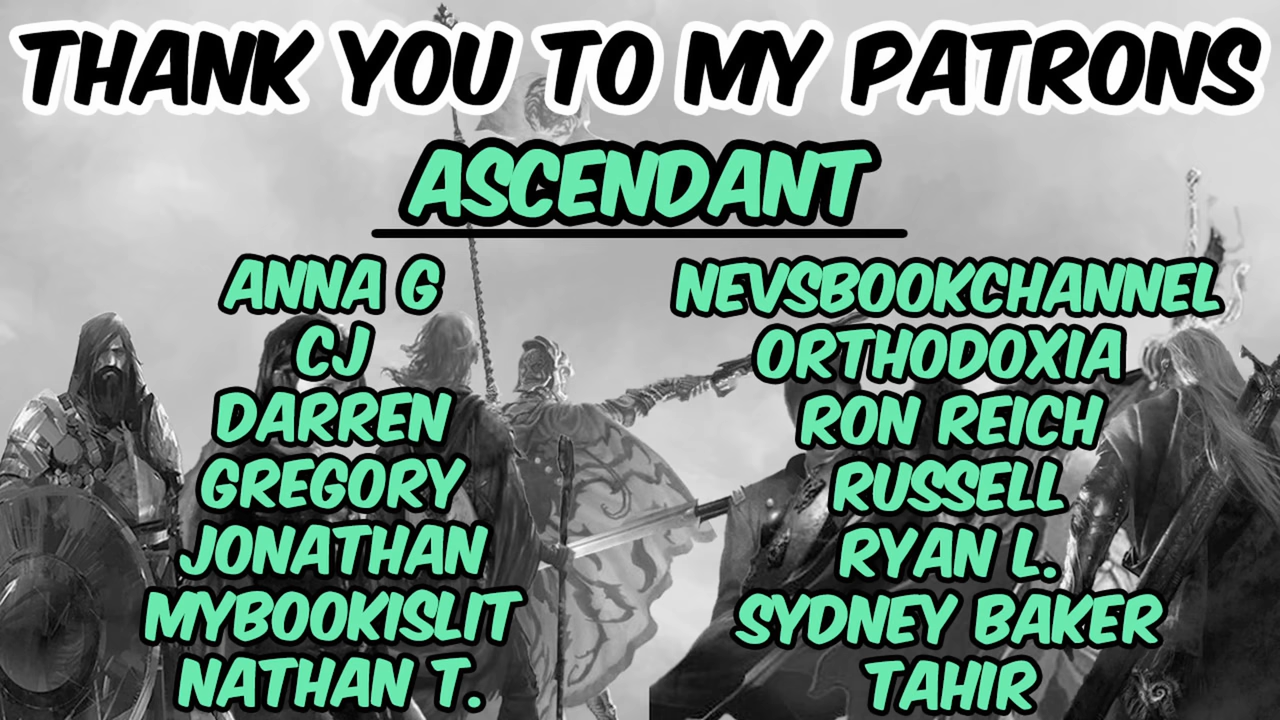 THANK YOU TO MY PATRONS
ASCENDANT
ANNA G
CJ
DARREN
GREGORY
JONATHAN
MYBOOKISLIT
NATHAN T.
NEVSBOOKCHANNEL
ORTHODOXIA
RON REICH
RUSSELL
RYAN L.
SYDNEY BAKER
TAHIR